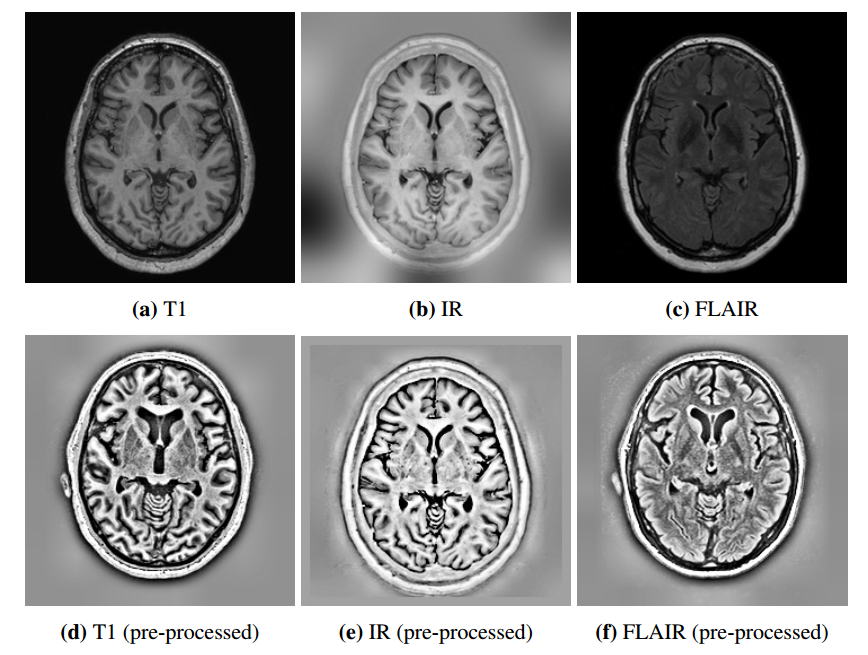 (a) T1
(b) IR
(c) FLAIR
(d) T1 (pre-processed)
(e) IR (pre-processed)
(f) FLAIR (pre-processed)